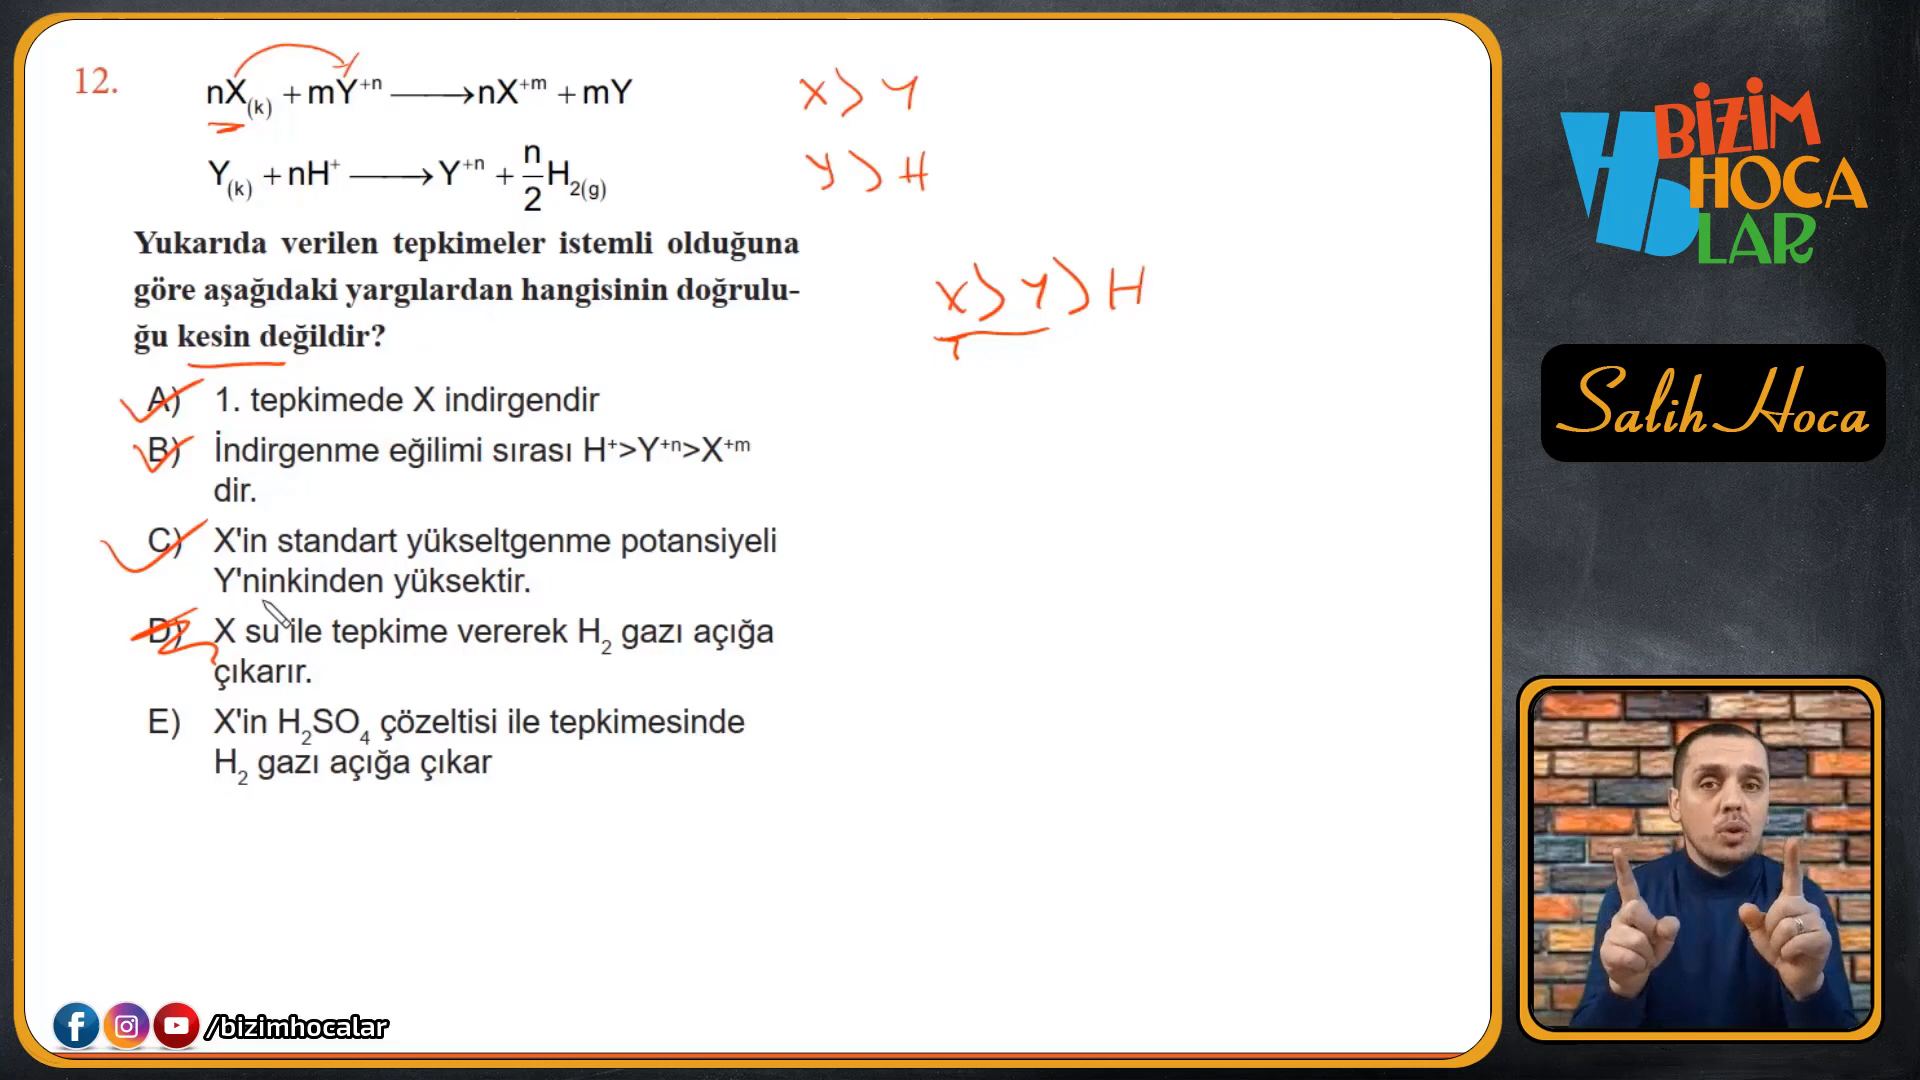 12.
nX(k) + mY+n → nX+m + mY
X > Y
Y(k) + nH+ → Y+n + n/2 H2(g)
Y > H
Yukarıda verilen tepkimeler istemli olduğuna
göre aşağıdaki yargılardan hangisinin doğrulu-
ğu kesin değildir?
X > Y > H
A) 1. tepkimede X indirgendir
B) İndirgenme eğilimi sırası H+>Y+n>X+m
dir.
C) X'in standart yükseltgenme potansiyeli
Y'ninkinden yüksektir.
D) X su ile tepkime vererek H2 gazı açığa
çıkarır.
E) X'in H2SO4 çözeltisi ile tepkimesinde
H2 gazı açığa çıkar
BİZİM
HOCA
LAR
Salih Hoca
/bizimhocalar